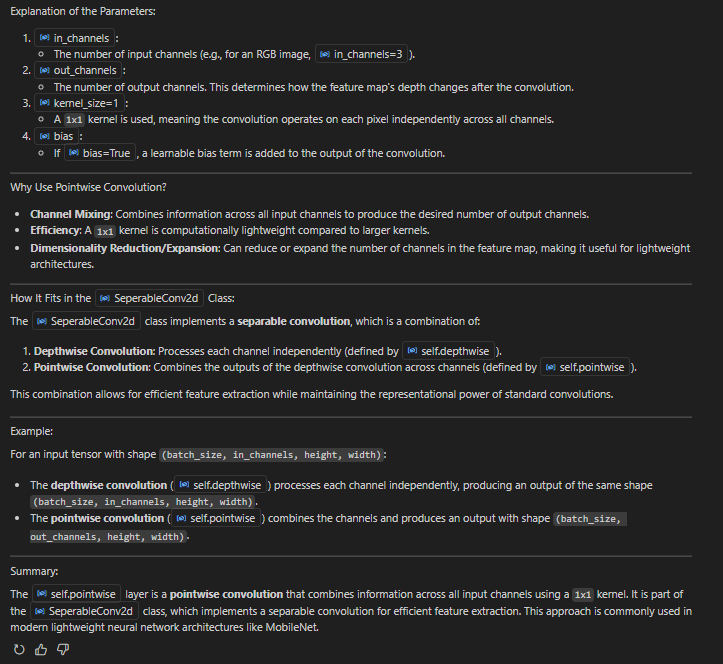 Explanation of the Parameters:
1. in_channels :
The number of input channels (e.g., for an RGB image, in_channels=3 ).
2. out_channels :
The number of output channels. This determines how the feature map's depth changes after the convolution.
3. kernel_size=1 :
A 1x1 kernel is used, meaning the convolution operates on each pixel independently across all channels.
4. bias :
If bias=True , a learnable bias term is added to the output of the convolution.
Why Use Pointwise Convolution?
• Channel Mixing: Combines information across all input channels to produce the desired number of output channels.
• Efficiency: A 1x1 kernel is computationally lightweight compared to larger kernels.
• Dimensionality Reduction/Expansion: Can reduce or expand the number of channels in the feature map, making it useful for lightweight
architectures.
How It Fits in the SeperableConv2d Class:
The SeperableConv2d class implements a separable convolution, which is a combination of:
1. Depthwise Convolution: Processes each channel independently (defined by self.depthwise ).
2. Pointwise Convolution: Combines the outputs of the depthwise convolution across channels (defined by self.pointwise ).
This combination allows for efficient feature extraction while maintaining the representational power of standard convolutions.
Example:
For an input tensor with shape (batch_size, in_channels, height, width):
• The depthwise convolution ( self.depthwise ) processes each channel independently, producing an output of the same shape
(batch_size, in_channels, height, width).
• The pointwise convolution ( self.pointwise ) combines the channels and produces an output with shape (batch_size,
out_channels, height, width).
Summary:
The self.pointwise layer is a pointwise convolution that combines information across all input channels using a 1x1 kernel. It is part of
the SeperableConv2d class, which implements a separable convolution for efficient feature extraction. This approach is commonly used in
modern lightweight neural network architectures like MobileNet.